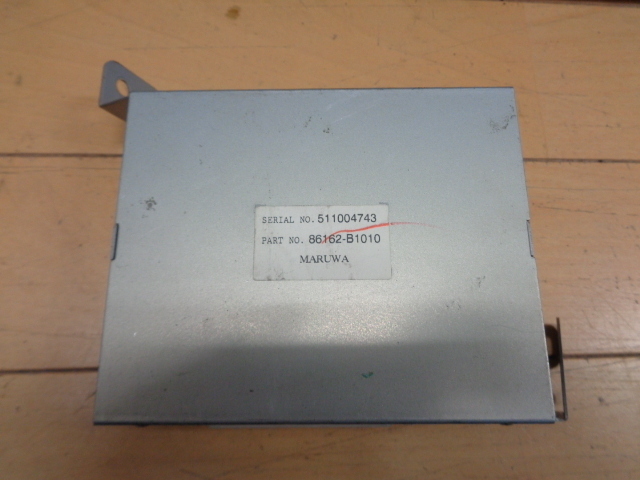 SERIAL NO. 511004743
PART NO. 86162-B1010
MARUWA